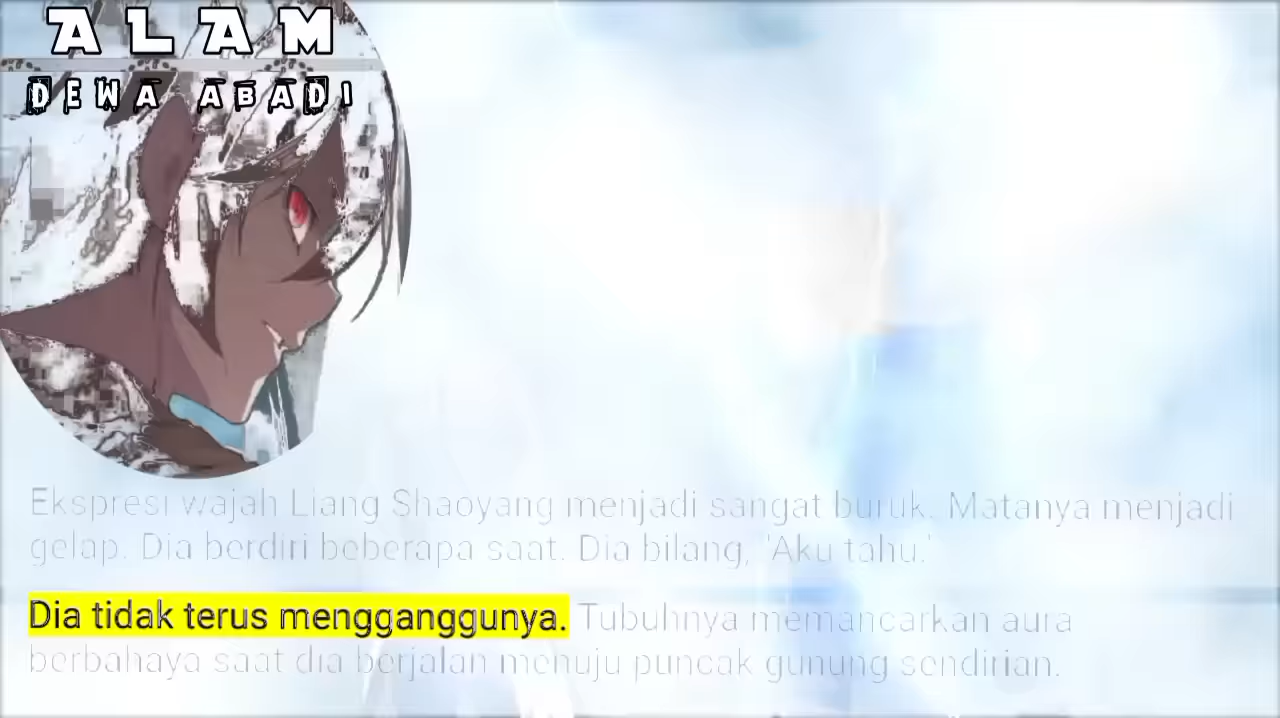 ALAM
DEWA ABADI
Ekspresi wajah Liang Shaoyang menjadi sangat buruk. Matanya menjadi
gelap. Dia berdiri beberapa saat. Dia bilang, 'Aku tahu.'
Dia tidak terus mengganggunya. Tubuhnya memancarkan aura
berbahaya saat dia berjalan menuju puncak gunung sendirian.